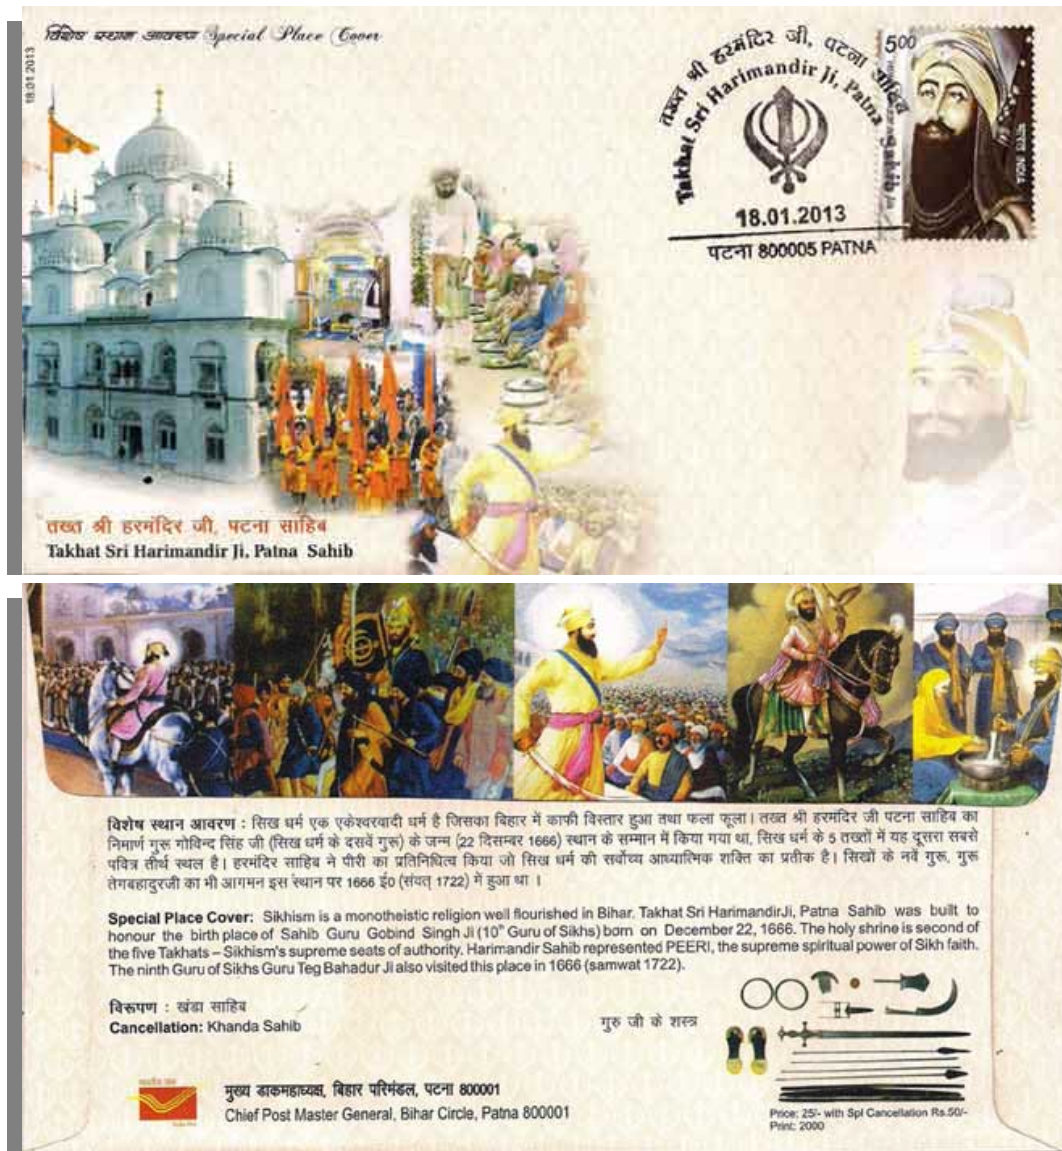 विशेष स्थान आवरण Special Place Cover
18.01.2013
तख्त श्री हरमंदिर जी, पटना साहिब
Takhat Sri Harimandir Ji, Patna Sahib
18.01.2013
पटना 800005 PATNA
500
भारत INDIA
तख्त श्री हरमंदिर जी, पटना साहिब
Takhat Sri Harimandir Ji, Patna Sahib
विशेष स्थान आवरण : सिख धर्म एक एकेश्वरवादी धर्म है जिसका बिहार में काफी विस्तार हुआ तथा फला फूला। तख्त श्री हरमंदिर जी पटना साहिब का
निमार्ण गुरू गोविन्द सिंह जी (सिख धर्म के दसवें गुरू) के जन्म (22 दिसम्बर 1666) स्थान के सम्मान में किया गया था, सिख धर्म के 5 तख्तों में यह दूसरा सबसे
पवित्र तीर्थ स्थल है। हरमंदिर साहिब ने पीरी का प्रतिनिधित्व किया जो सिख धर्म की सर्वोच्च आध्यात्मिक शक्ति का प्रतीक है। सिखों के नवें गुरू, गुरू
तेगबहादुरजी का भी आगमन इस स्थान पर 1666 ई0 (संवत् 1722) में हुआ था ।
Special Place Cover: Sikhism is a monotheistic religion well flourished in Bihar. Takhat Sri HarimandirJi, Patna Sahib was built to
honour the birth place of Sahib Guru Gobind Singh Ji (10th Guru of Sikhs) born on December 22, 1666. The holy shrine is second of
the five Takhats – Sikhism's supreme seats of authority. Harimandir Sahib represented PEERI, the supreme spiritual power of Sikh faith.
The ninth Guru of Sikhs Guru Teg Bahadur Ji also visited this place in 1666 (samwat 1722).
विरूपण : खंडा साहिब
Cancellation: Khanda Sahib
गुरु जी के शस्त्र
मुख्य डाकमहाध्यक्ष, बिहार परिमंडल, पटना 800001
Chief Post Master General, Bihar Circle, Patna 800001
Price: 25/- with Spl Cancellation Rs.50/-
Print: 2000